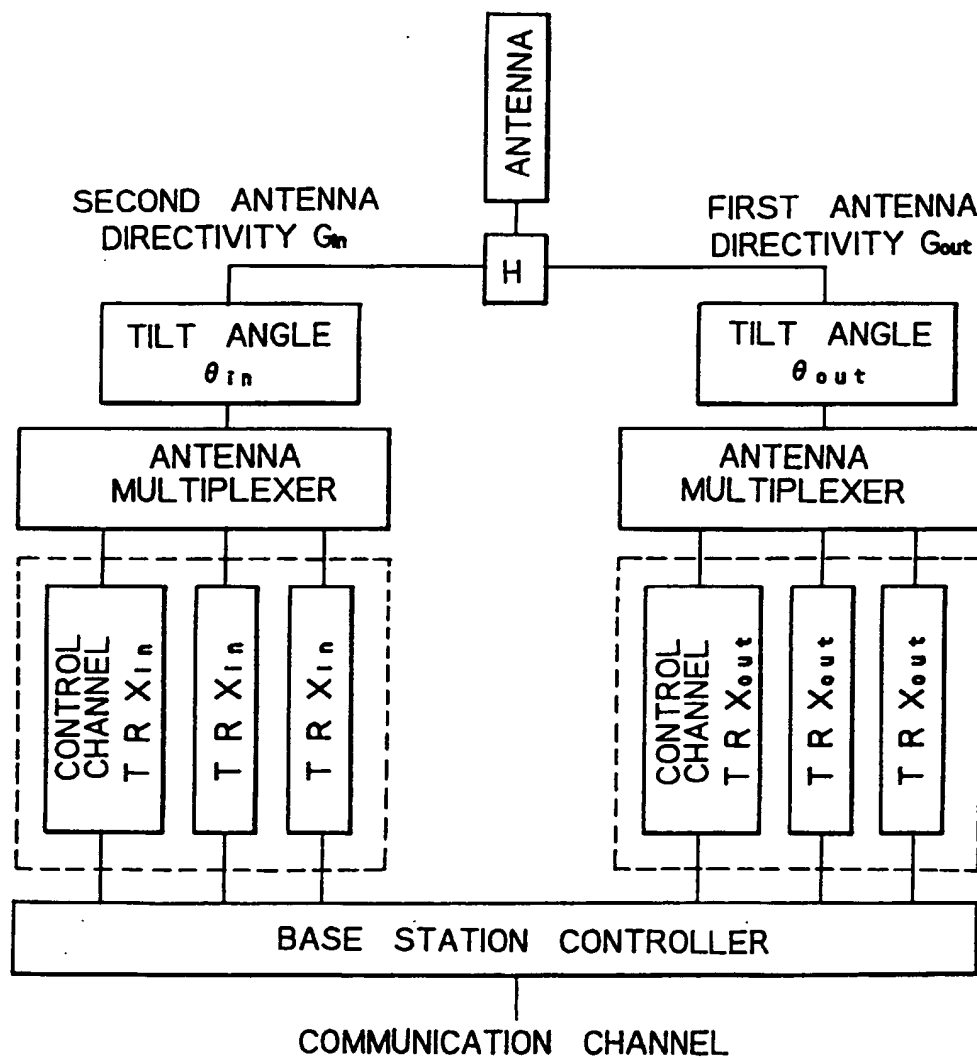 ANTENNA
SECOND ANTENNA
DIRECTIVITY Gin
FIRST ANTENNA
DIRECTIVITY Gout
H
TILT ANGLE
θin
TILT ANGLE
θout
ANTENNA
MULTIPLEXER
ANTENNA
MULTIPLEXER
CONTROL
CHANNEL
TRXin
TRXin
TRXin
CONTROL
CHANNEL
TRXout
TRXout
TRXout
BASE STATION CONTROLLER
COMMUNICATION CHANNEL